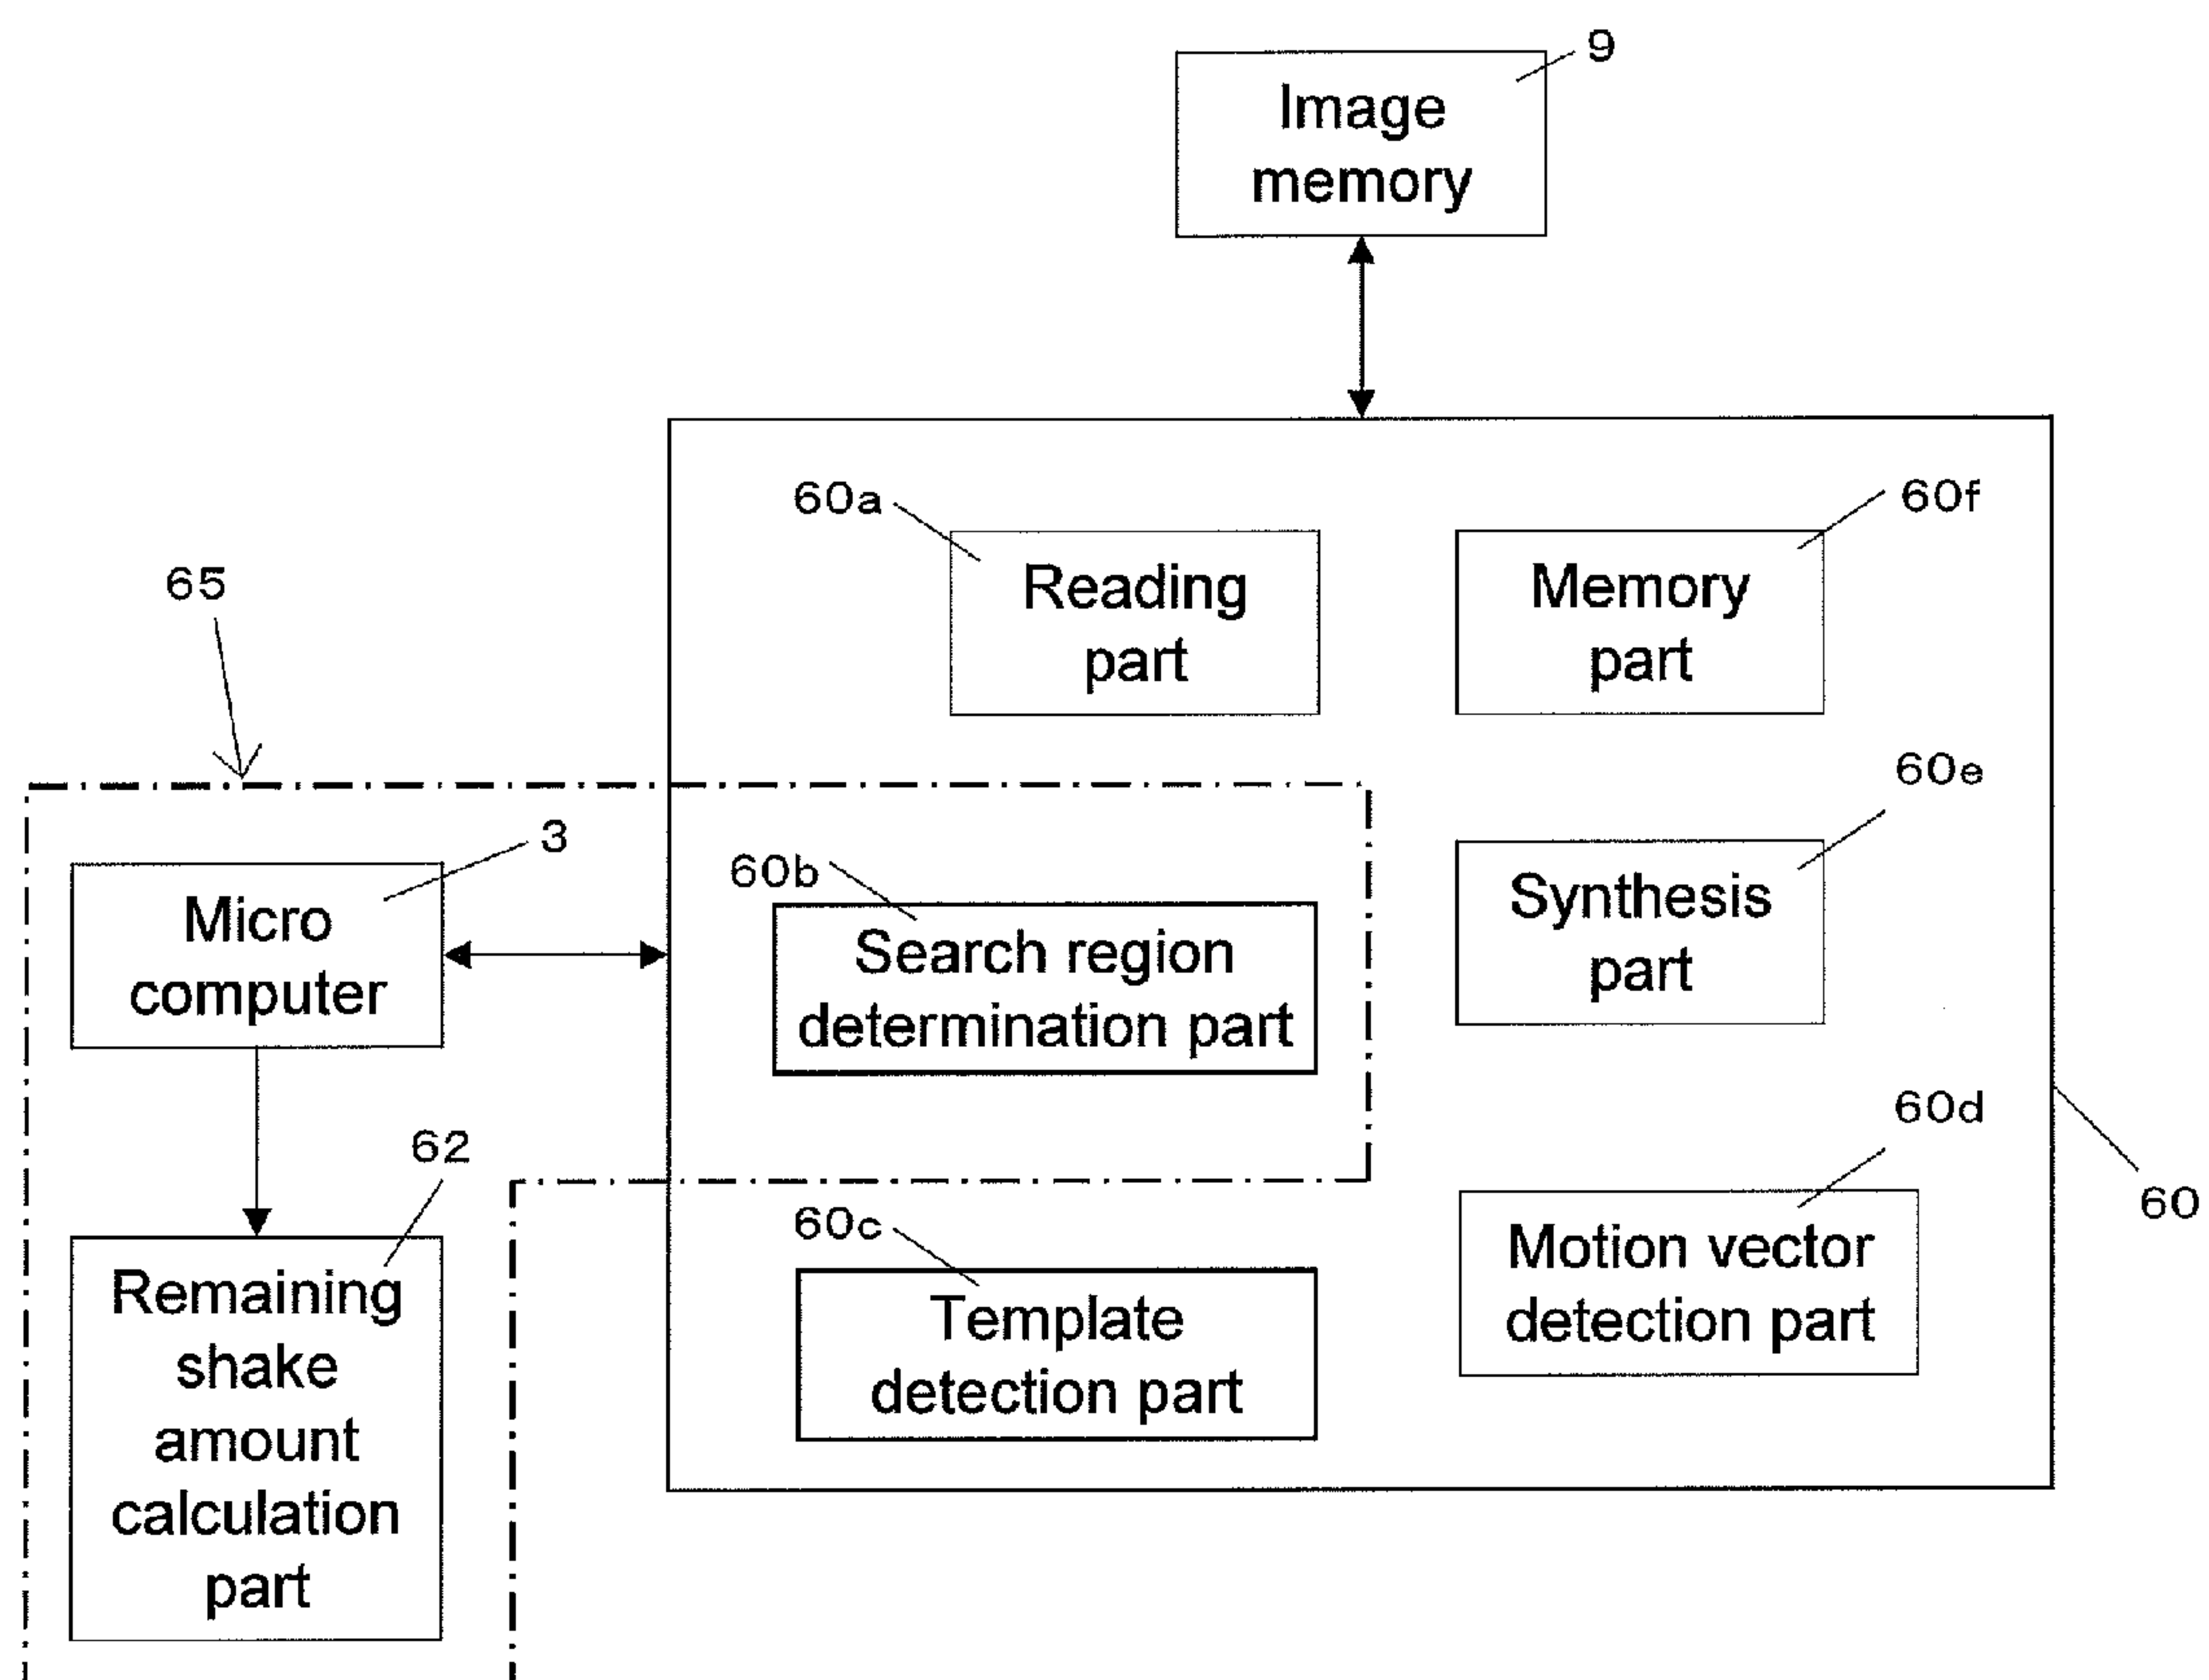 9
Image
memory
60a
Reading
part
60f
Memory
part
65
60e
Synthesis
part
3
Micro
computer
60b
Search region
determination part
60d
Motion vector
detection part
60
62
Remaining
shake
amount
calculation
part
60c
Template
detection part